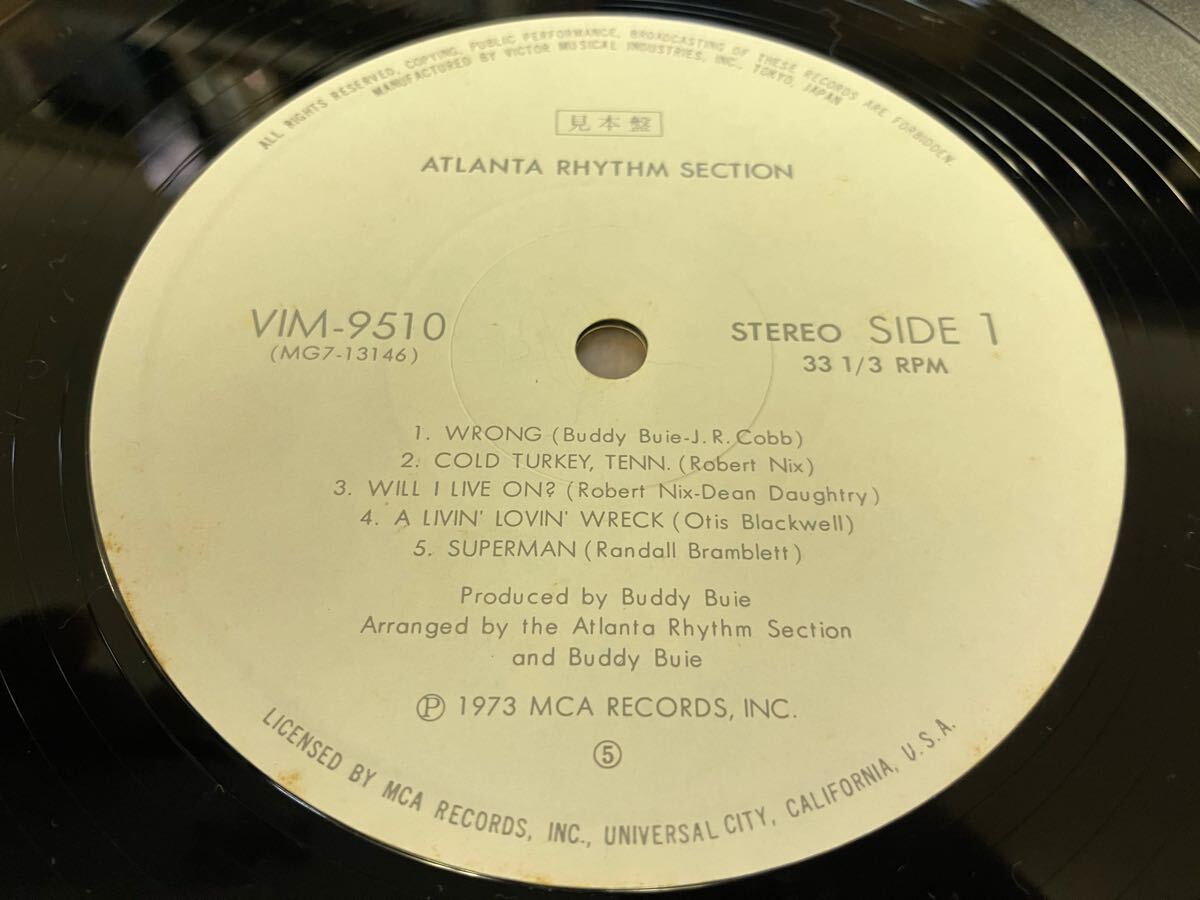 ALL RIGHTS RESERVED, COPYING, PUBLIC PERFORMANCE, BROADCASTING OF THESE RECORDS ARE FORBIDDEN.
MANUFACTURED BY VICTOR MUSICAL INDUSTRIES, INC., TOKYO, JAPAN
見本盤
ATLANTA RHYTHM SECTION
VIM-9510
(MG7-13146)
STEREO SIDE 1
33 1/3 RPM
1. WRONG (Buddy Buie-J. R. Cobb)
2. COLD TURKEY, TENN. (Robert Nix)
3. WILL I LIVE ON? (Robert Nix-Dean Daughtry)
4. A LIVIN' LOVIN' WRECK (Otis Blackwell)
5. SUPERMAN (Randall Bramblett)
Produced by Buddy Buie
Arranged by the Atlanta Rhythm Section
and Buddy Buie
Ⓟ 1973 MCA RECORDS, INC.
⑤
LICENSED BY MCA RECORDS, INC., UNIVERSAL CITY, CALIFORNIA, U.S.A.